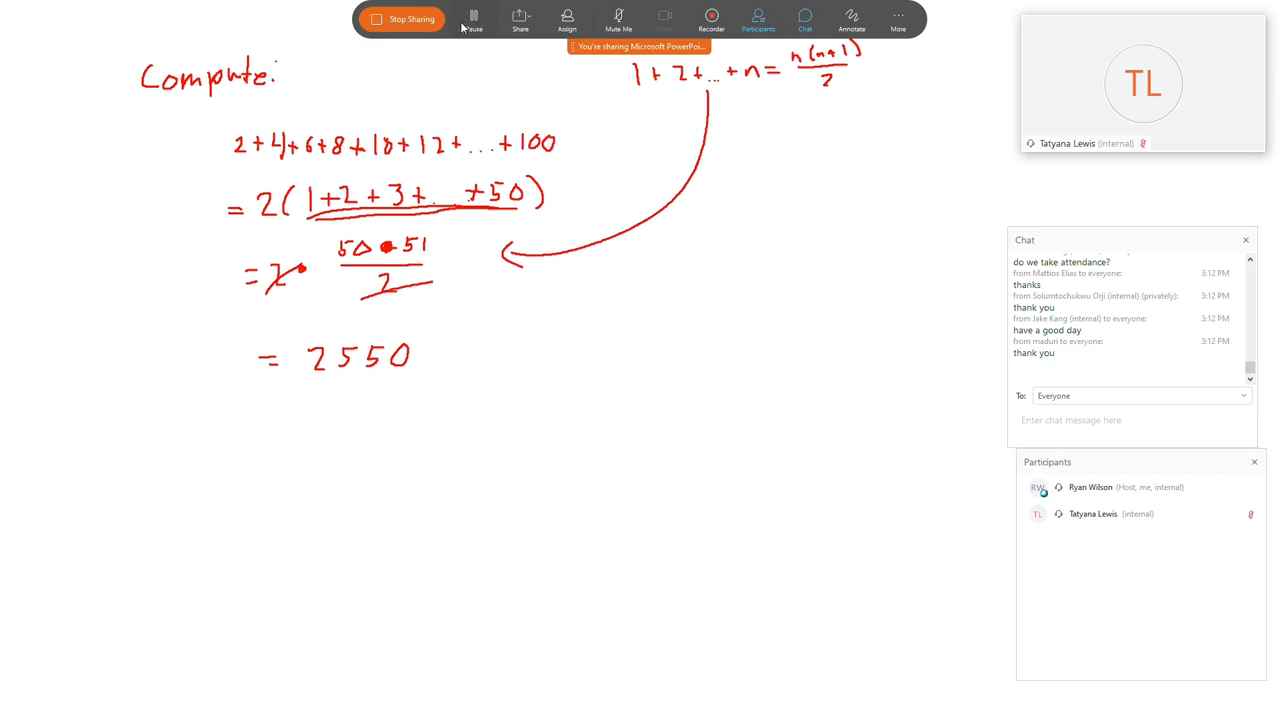 Stop Sharing
Pause
Share
Assign
Mute Me
Video
Recorder
Participants
Chat
Annotate
More
You're sharing Microsoft PowerPoi...
Compute:
1 + 2 + ... + n = n(n+1)/2
2 + 4 + 6 + 8 + 10 + 12 + ... + 100
= 2(1 + 2 + 3 + ... + 50)
= 2 • 50 • 51 / 2
= 2550
TL
Tatyana Lewis (internal)
Chat
do we take attendance?
from Mattios Elias to everyone: 3:12 PM
thanks
from Solumtochukwu Orji (internal) (privately): 3:12 PM
thank you
from Jake Kang (internal) to everyone: 3:12 PM
have a good day
from maduri to everyone: 3:12 PM
thank you
To: Everyone
Enter chat message here
Participants
RW Ryan Wilson (Host, me, internal)
TL Tatyana Lewis (internal)